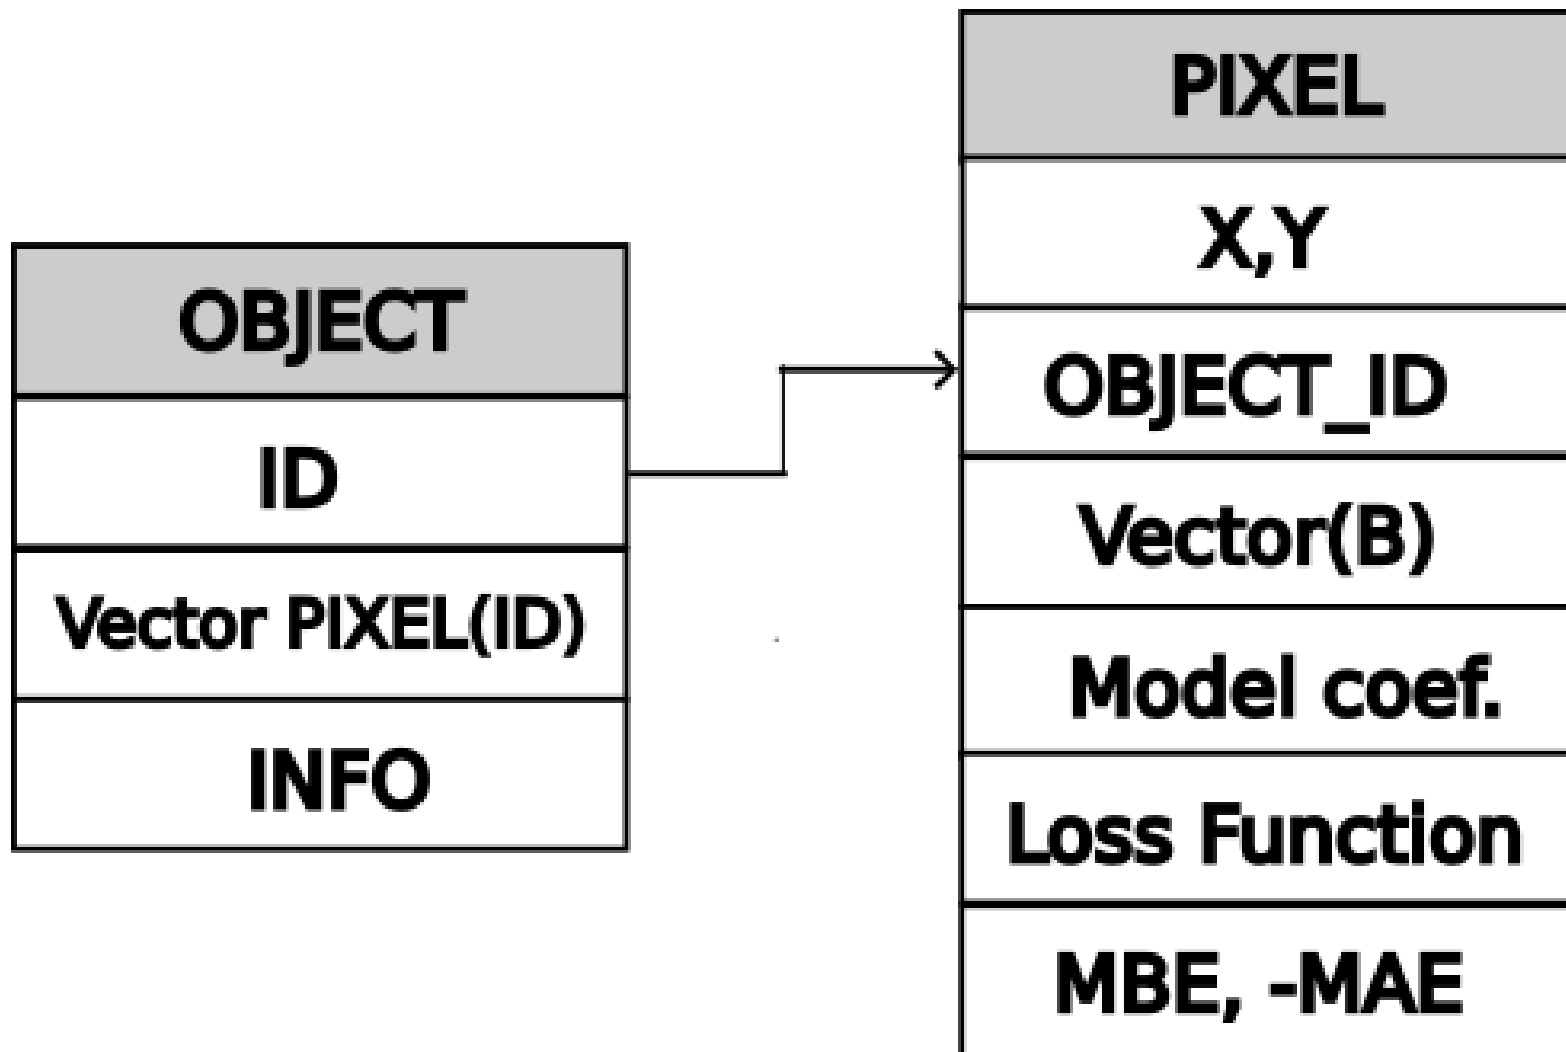 OBJECT
ID
Vector PIXEL(ID)
INFO
PIXEL
X,Y
OBJECT_ID
Vector(B)
Model coef.
Loss Function
MBE, -MAE